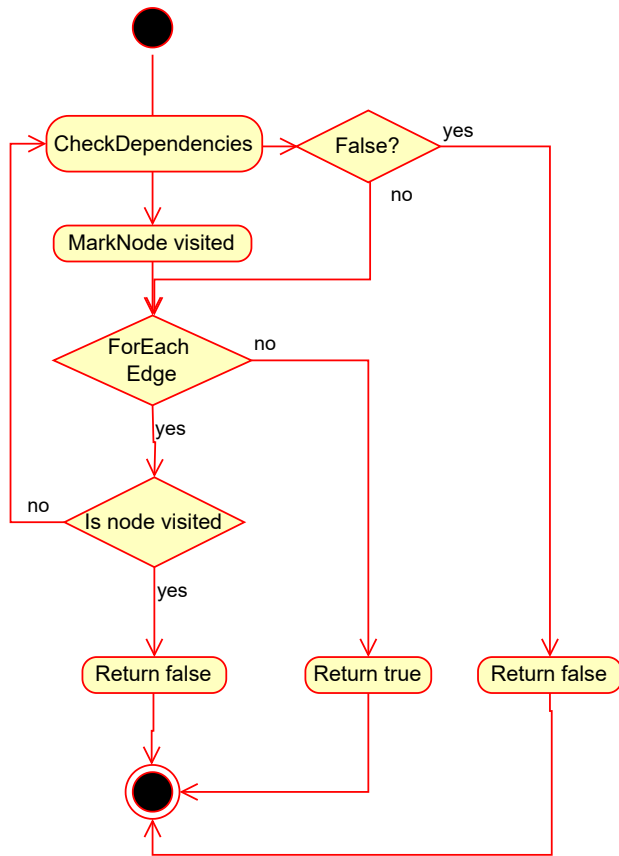 CheckDependencies
False?
yes
no
MarkNode visited
ForEach
Edge
no
yes
Is node visited
no
yes
Return false
Return true
Return false